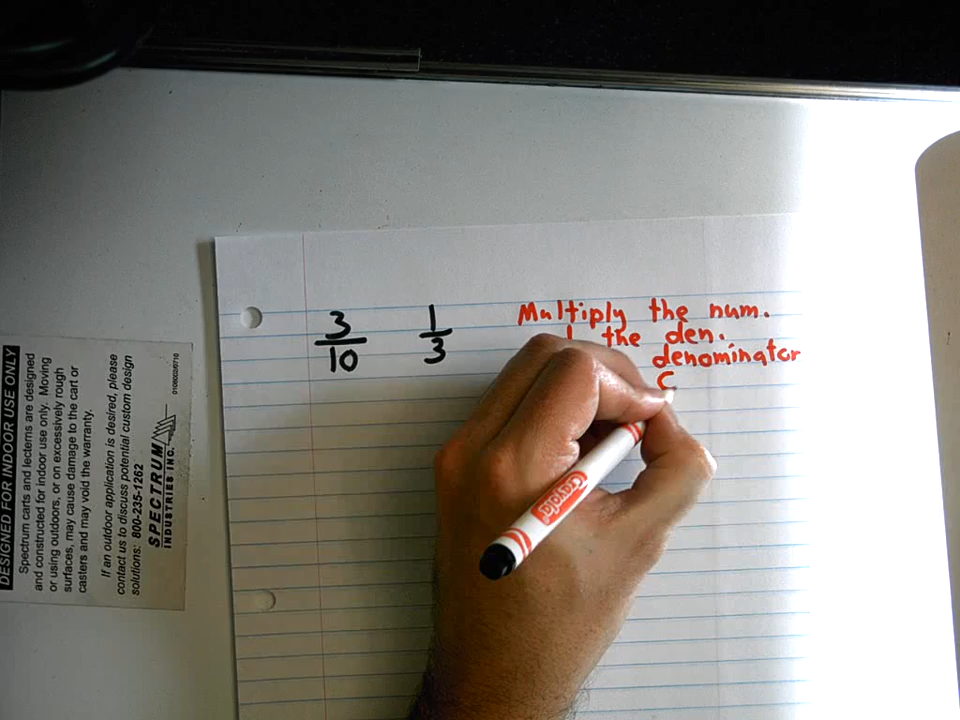 3/10 1/3
Multiply the num.
the den.
denominator
C
Crayola
DESIGNED FOR INDOOR USE ONLY
Spectrum carts and lecterns are designed
and constructed for indoor use only. Moving
or using outdoors, or on excessively rough
surfaces, may cause damage to the cart or
casters and may void the warranty.
If an outdoor application is desired, please
contact us to discuss potential custom design
solutions: 800-235-1262
SPECTRUM
INDUSTRIES INC.